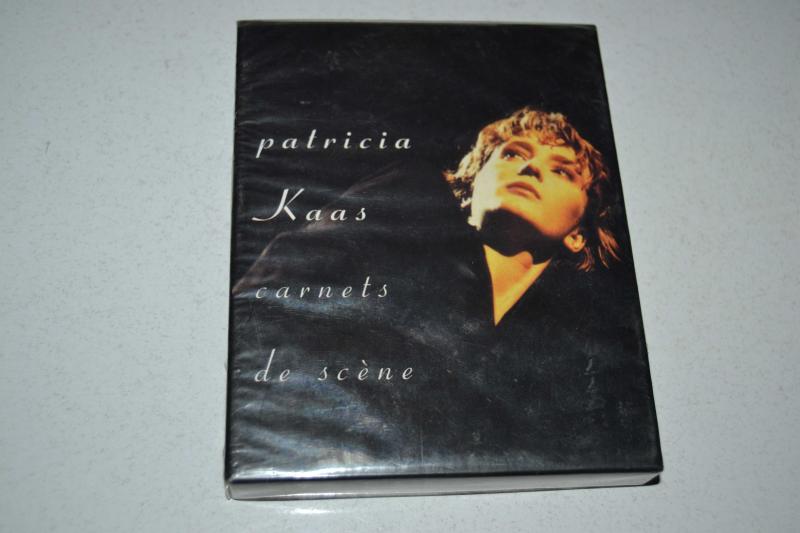 patricia
Kaas
carnets
de scène